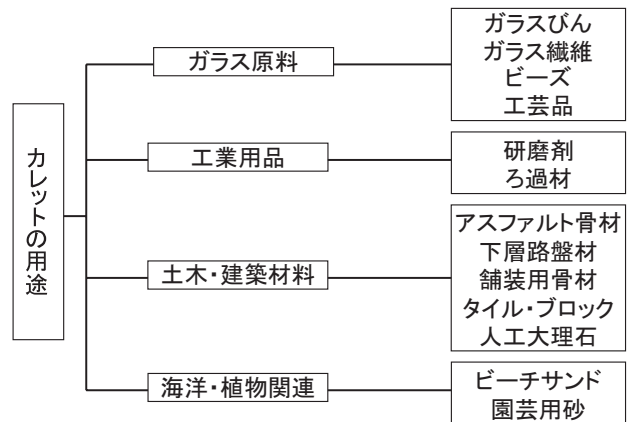 カレットの用途
ガラス原料
ガラスびん
ガラス繊維
ビーズ
工芸品
工業用品
研磨剤
ろ過材
土木・建築材料
アスファルト骨材
下層路盤材
舗装用骨材
タイル・ブロック
人工大理石
海洋・植物関連
ビーチサンド
園芸用砂